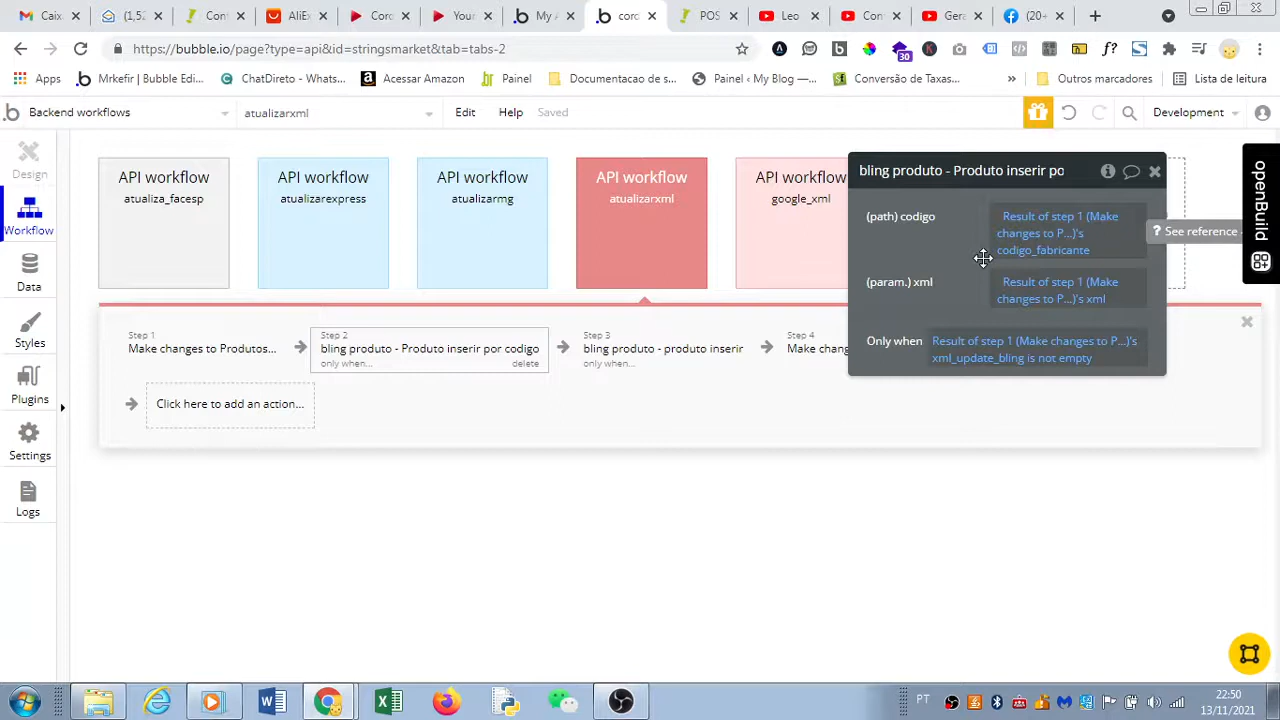 Caix
(1,5
Con
AliE
Corc
Your
My A
cord
POS
Leo
Con
Gera
(20+
https://bubble.io/page?type=api&id=stringsmarket&tab=tabs-2
30
f?
Apps
Mrkefir | Bubble Edi...
ChatDireto - Whats...
Acessar Amazon
Painel
Documentacao de s...
Painel ‹ My Blog —...
Conversão de Taxas...
»
Outros marcadores
Lista de leitura
Backend workflows
atualizarxml
Edit
Help
Saved
Development
Design
Workflow
Data
Styles
Plugins
Settings
Logs
API workflow
atualiza_facesp
API workflow
atualizarexpress
API workflow
atualizarmg
API workflow
atualizarxml
API workflow
google_xml
bling produto - Produto inserir po
(path) codigo
Result of step 1 (Make
changes to P...)'s
codigo_fabricante
(param.) xml
Result of step 1 (Make
changes to P...)'s xml
Only when
Result of step 1 (Make changes to P...)'s
xml_update_bling is not empty
? See reference
openBuild
Step 1
Make changes to Produtos...
Step 2
bling produto - Produto inserir por codigo
only when...
delete
Step 3
bling produto - produto inserir
only when...
Step 4
Make chang
Click here to add an action...
PT
22:50
13/11/2021